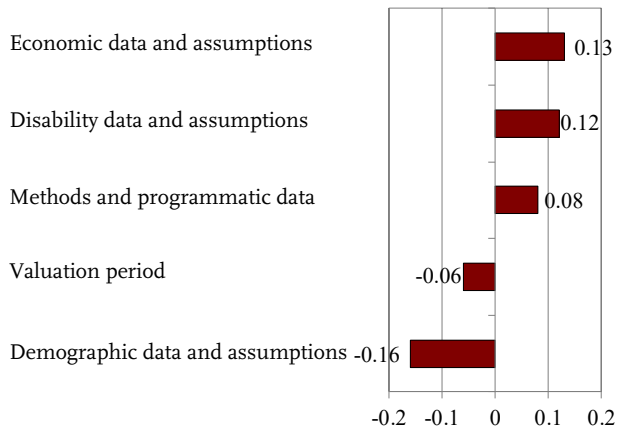 Economic data and assumptions 0.13
Disability data and assumptions 0.12
Methods and programmatic data 0.08
Valuation period -0.06
Demographic data and assumptions -0.16
-0.2 -0.1 0 0.1 0.2